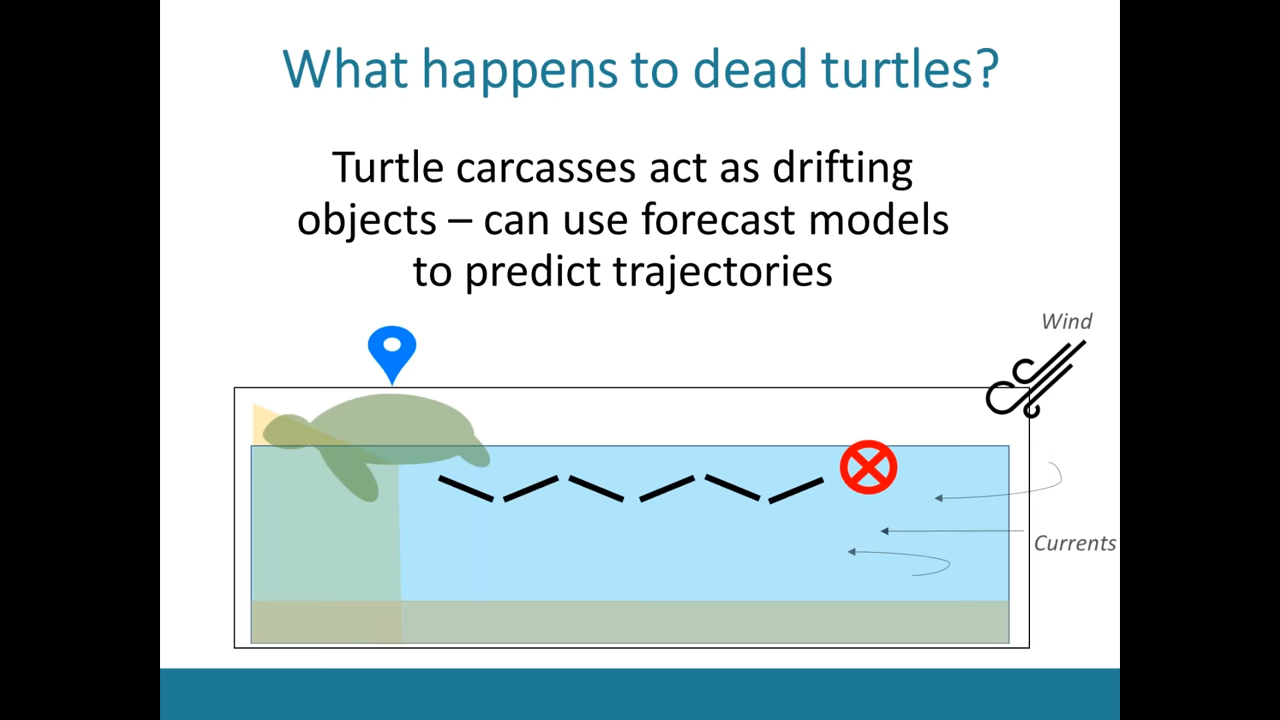 What happens to dead turtles?
Turtle carcasses act as drifting
objects – can use forecast models
to predict trajectories
Wind
Currents